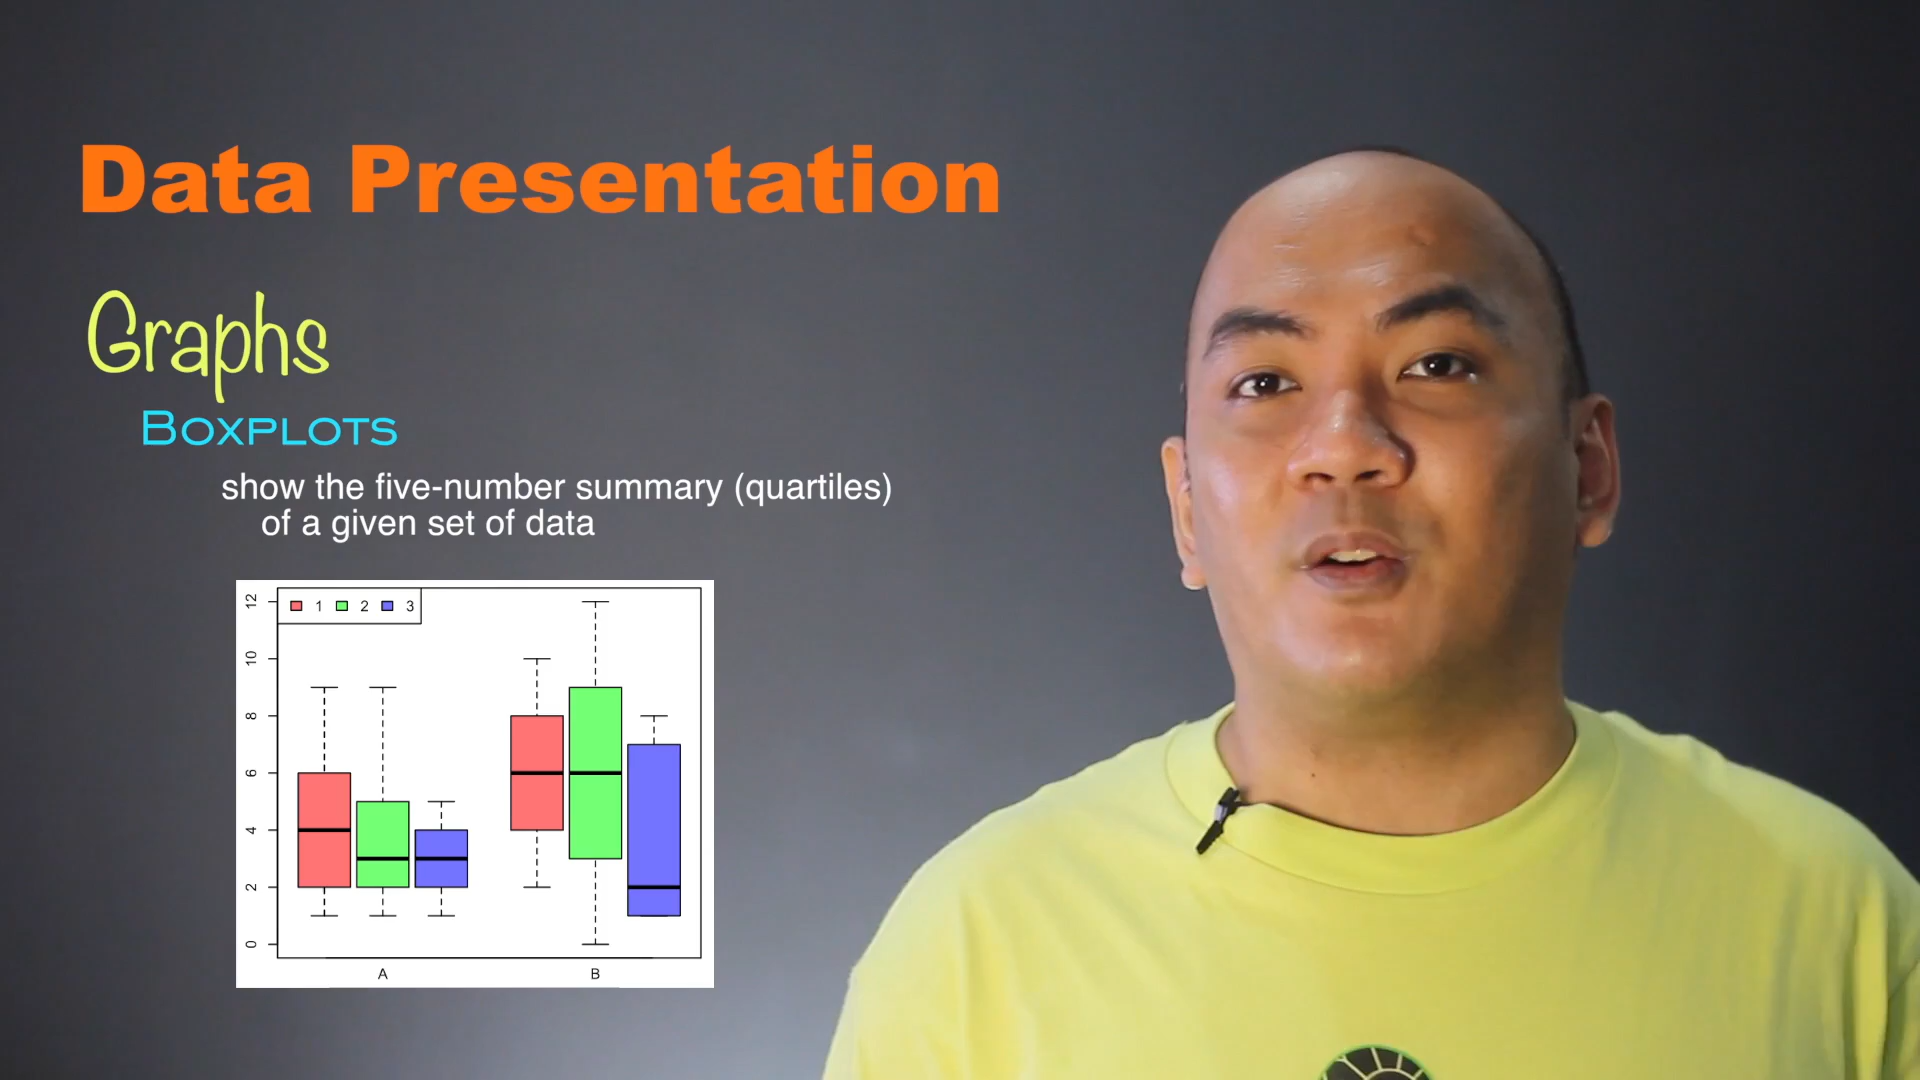 Data Presentation
Graphs
BOXPLOTS
show the five-number summary (quartiles)
of a given set of data
1 2 3
12
10
8
6
4
2
0
A B